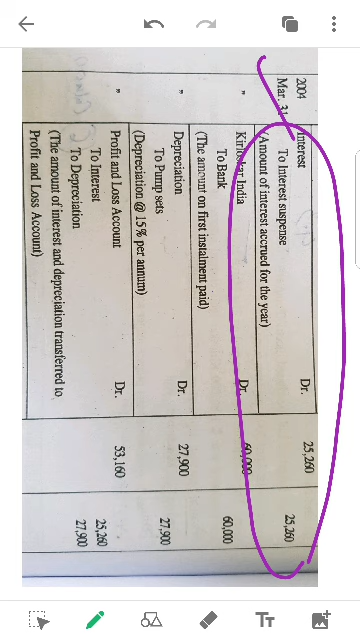 2004 Interest Dr. 25,260
Mar. 31 To Interest suspense 25,260
(Amount of interest accrued for the year)
" Kirloskar India Dr. 60,000
To Bank 60,000
(The amount on first instalment paid)
" Depreciation Dr. 27,900
To Pump sets 27,900
(Depreciation @ 15% per annum)
" Profit and Loss Account Dr. 53,160
To Interest 25,260
To Depreciation 27,900
(The amount of interest and depreciation transferred to
Profit and Loss Account)
TT